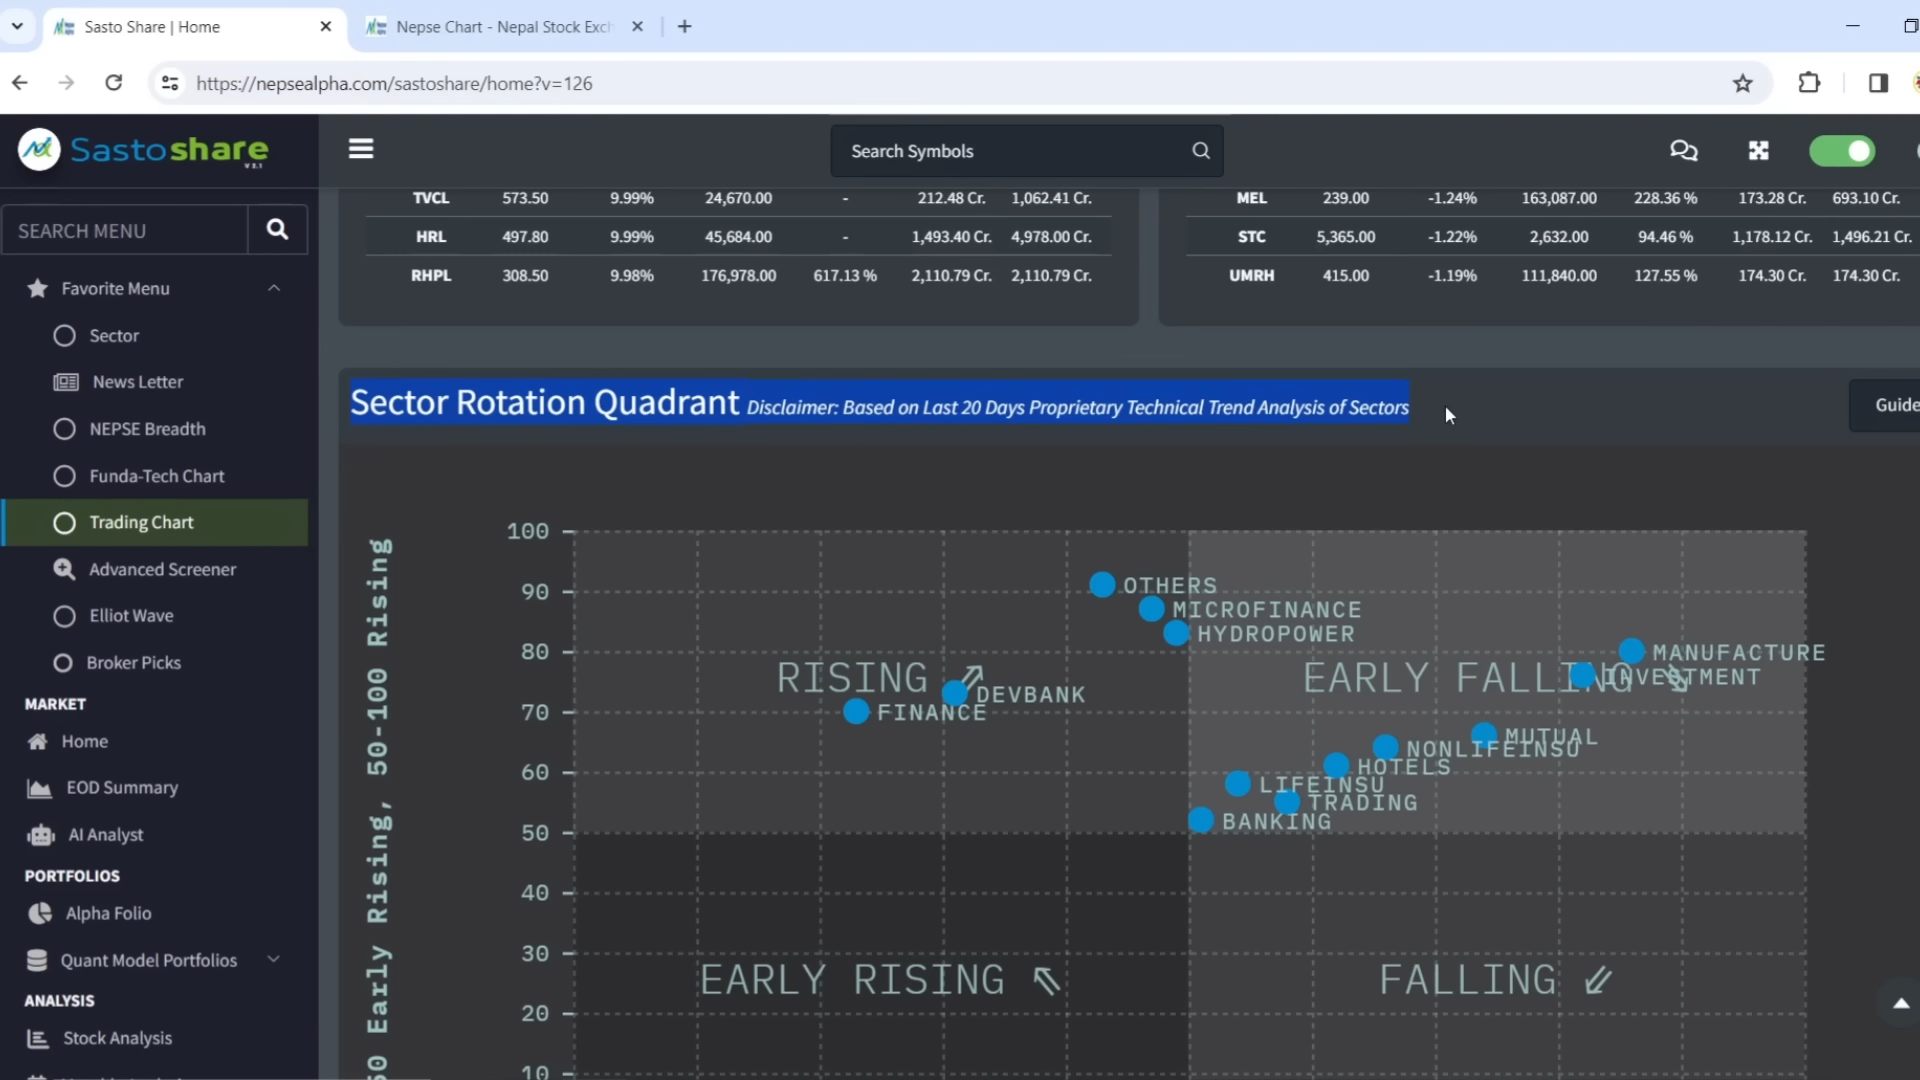 Sasto Share | Home
Nepse Chart - Nepal Stock Exch
https://nepsealpha.com/sastoshare/home?v=126
Sastoshare
V 3.1
Search Symbols
SEARCH MENU
Favorite Menu
Sector
News Letter
NEPSE Breadth
Funda-Tech Chart
Trading Chart
Advanced Screener
Elliot Wave
Broker Picks
MARKET
Home
EOD Summary
AI Analyst
PORTFOLIOS
Alpha Folio
Quant Model Portfolios
ANALYSIS
Stock Analysis
TVCL 573.50 9.99% 24,670.00 - 212.48 Cr. 1,062.41 Cr.
HRL 497.80 9.99% 45,684.00 - 1,493.40 Cr. 4,978.00 Cr.
RHPL 308.50 9.98% 176,978.00 617.13 % 2,110.79 Cr. 2,110.79 Cr.
MEL 239.00 -1.24% 163,087.00 228.36 % 173.28 Cr. 693.10 Cr.
STC 5,365.00 -1.22% 2,632.00 94.46 % 1,178.12 Cr. 1,496.21 Cr.
UMRH 415.00 -1.19% 111,840.00 127.55 % 174.30 Cr. 174.30 Cr.
Sector Rotation Quadrant Disclaimer: Based on Last 20 Days Proprietary Technical Trend Analysis of Sectors
Guide
50 Early Rising, 50-100 Rising
100
90
80
70
60
50
40
30
20
10
OTHERS
MICROFINANCE
HYDROPOWER
MANUFACTURE
RISING
EARLY FALLING
INVESTMENT
DEVBANK
FINANCE
MUTUAL
NONLIFEINSU
HOTELS
LIFEINSU
TRADING
BANKING
EARLY RISING
FALLING